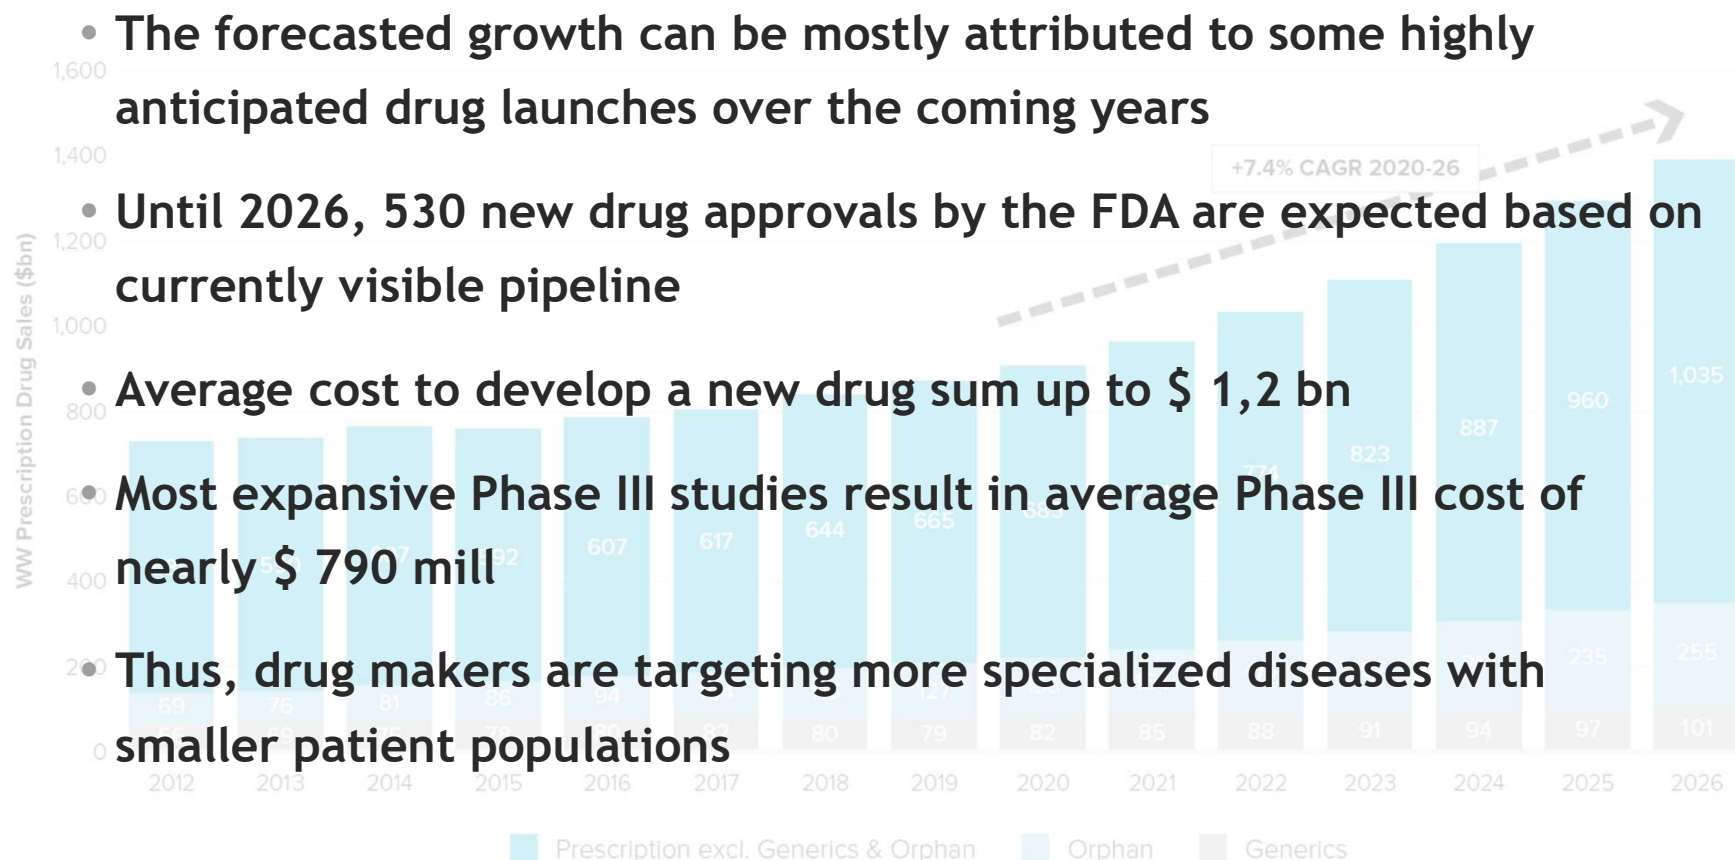 • The forecasted growth can be mostly attributed to some highly
anticipated drug launches over the coming years
• Until 2026, 530 new drug approvals by the FDA are expected based on
currently visible pipeline
• Average cost to develop a new drug sum up to $ 1,2 bn
• Most expansive Phase III studies result in average Phase III cost of
nearly $ 790 mill
• Thus, drug makers are targeting more specialized diseases with
smaller patient populations
WW Prescription Drug Sales ($bn)
1,600
1,400
1,200
1,000
800
400
0
+7.4% CAGR 2020-26
607 617 644 665 823 887 960 1,035
69 76 81 86 94 127 235 255
78 80 79 82 85 88 91 94 97 101
2012 2013 2014 2015 2016 2017 2018 2019 2020 2021 2022 2023 2024 2025 2026
Prescription excl. Generics & Orphan Orphan Generics